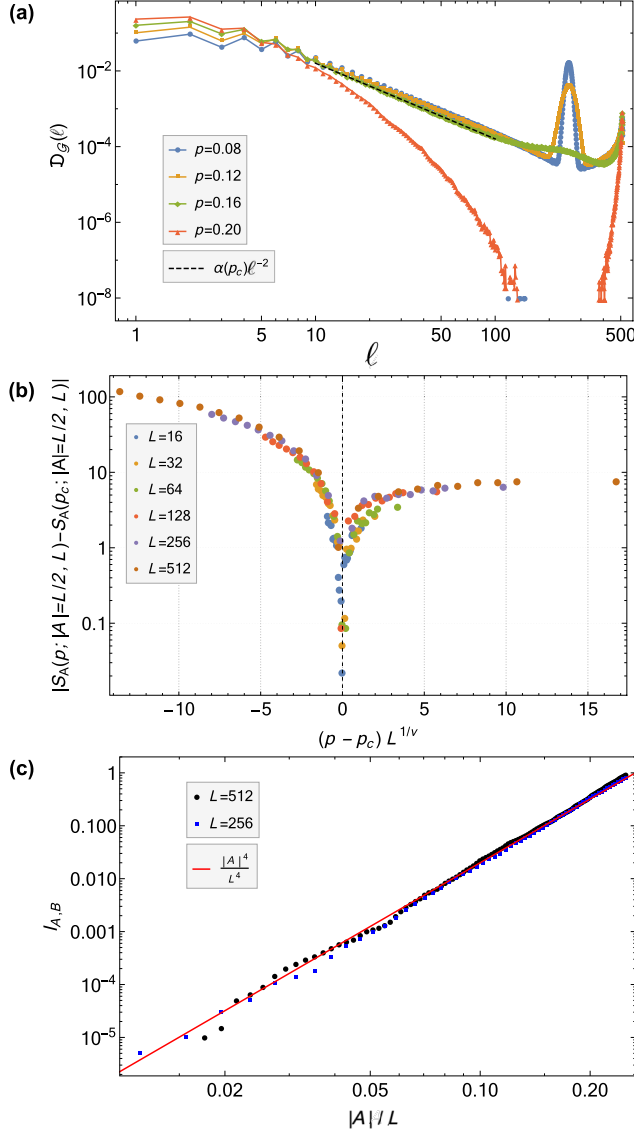 (a)
𝒟_𝒢(ℓ)
10⁻²
10⁻⁴
10⁻⁶
10⁻⁸
p=0.08
p=0.12
p=0.16
p=0.20
α(p_c)ℓ⁻²
1 5 10 50 100 500
ℓ
(b)
|S_A(p; |A|=L/2, L)−S_A(p_c; |A|=L/2, L)|
100
10
1
0.1
L=16
L=32
L=64
L=128
L=256
L=512
−10 −5 0 5 10 15
(p−p_c) L^{1/ν}
(c)
I_{A,B}
1
0.100
0.010
0.001
10⁻⁴
10⁻⁵
L=512
L=256
|A|⁴
L⁴
0.02 0.05 0.10 0.20
|A|/L